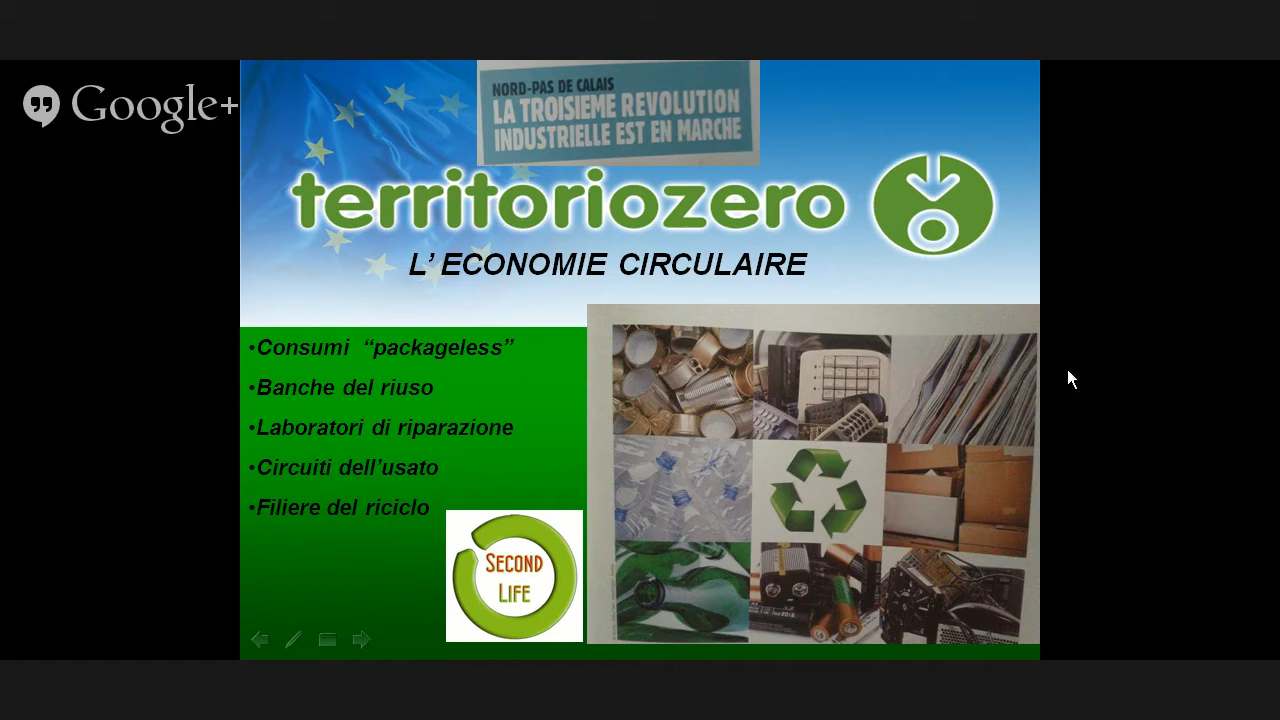 Google+
NORD-PAS DE CALAIS
LA TROISIEME REVOLUTION
INDUSTRIELLE EST EN MARCHE
territoriozero
L’ ECONOMIE CIRCULAIRE
•Consumi “packageless”
•Banche del riuso
•Laboratori di riparazione
•Circuiti dell’usato
•Filiere del riciclo
SECOND
LIFE